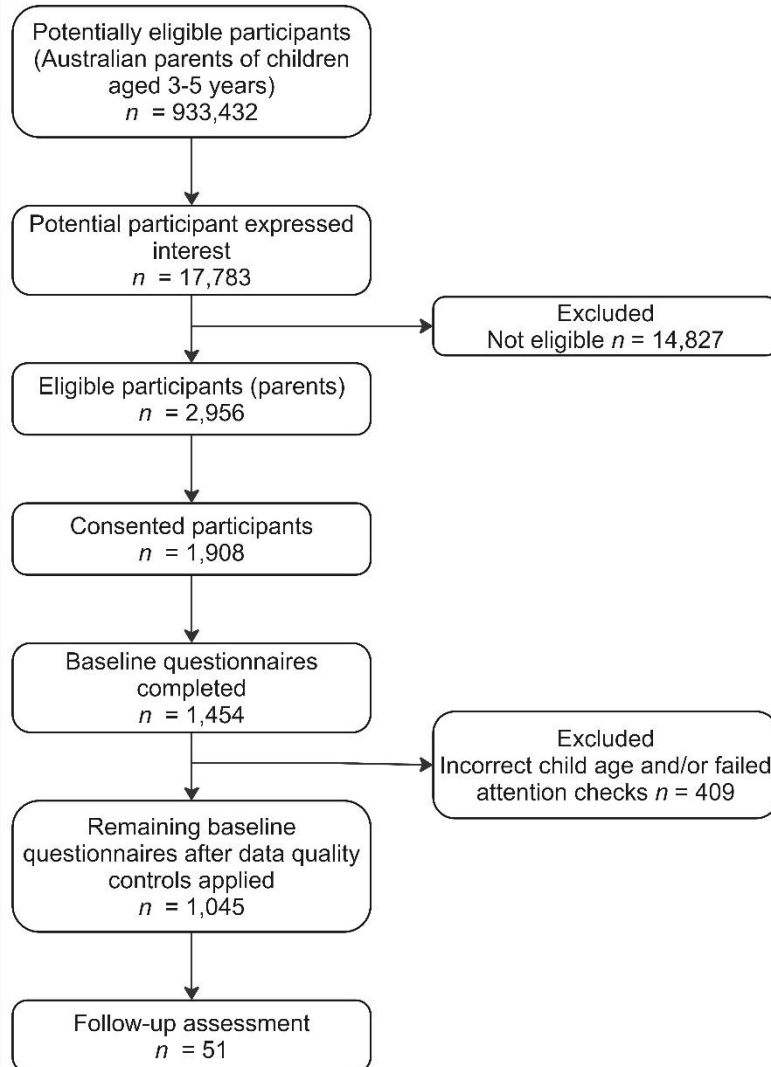 Potentially eligible participants
(Australian parents of children
aged 3-5 years)
n = 933,432
Potential participant expressed
interest
n = 17,783
Excluded
Not eligible n = 14,827
Eligible participants (parents)
n = 2,956
Consented participants
n = 1,908
Baseline questionnaires
completed
n = 1,454
Excluded
Incorrect child age and/or failed
attention checks n = 409
Remaining baseline
questionnaires after data quality
controls applied
n = 1,045
Follow-up assessment
n = 51